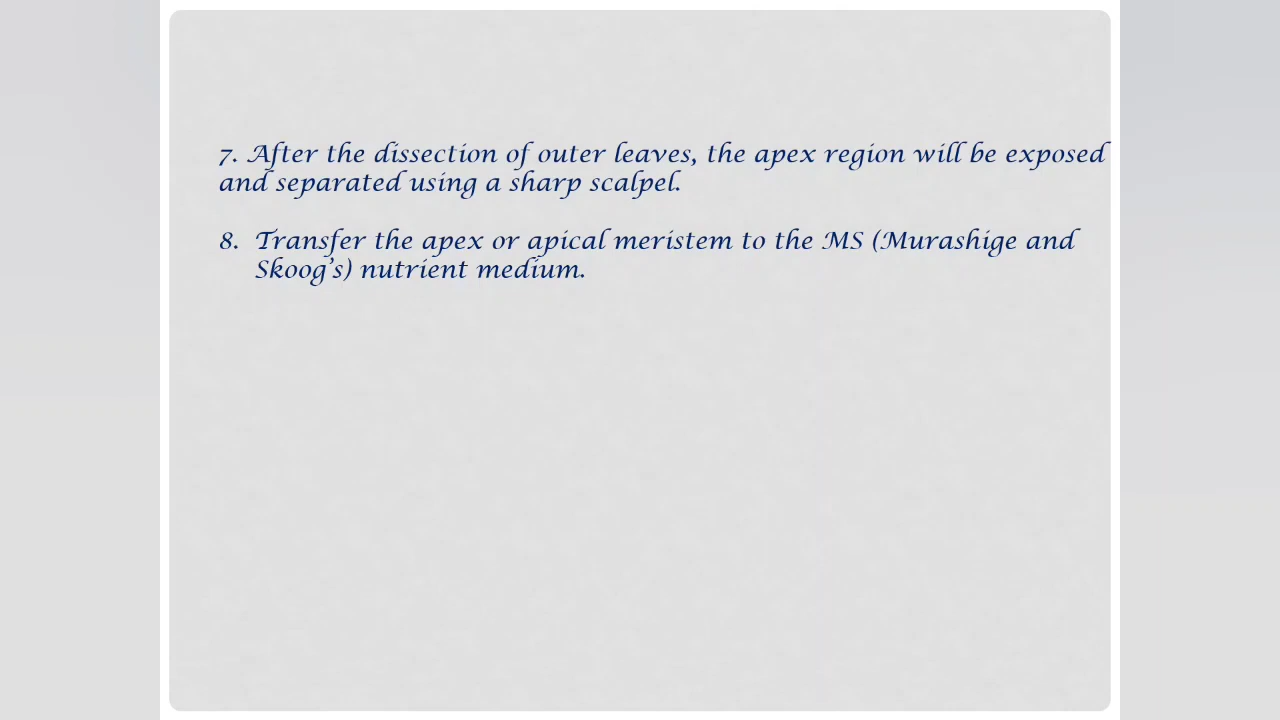 7. After the dissection of outer leaves, the apex region will be exposed
and separated using a sharp scalpel.
8. Transfer the apex or apical meristem to the MS (Murashige and
Skoog's) nutrient medium.